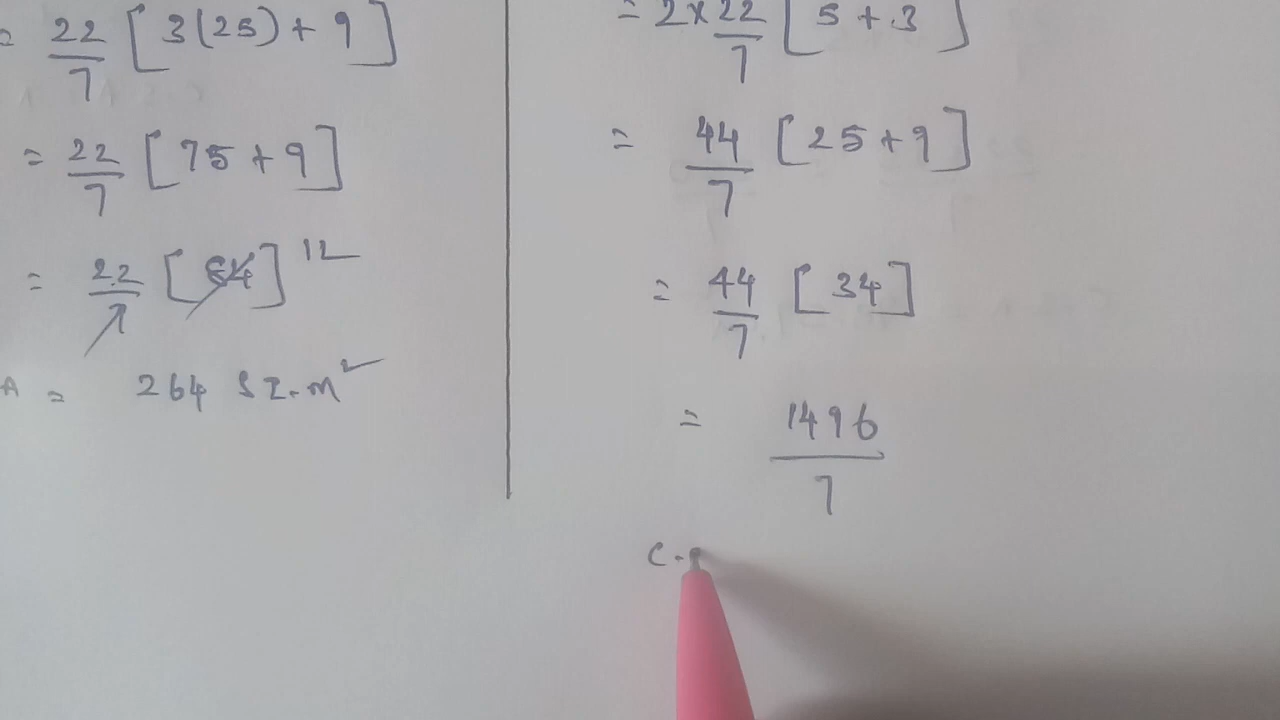 = 22/7 [ 3(25) + 9 ]
= 22/7 [ 75 + 9 ]
= 22/7 [ 84 ] 12
A = 264 SI.m²
= 2 × 22/7 [ 5 + 3 ]
= 44/7 [ 25 + 9 ]
= 44/7 [ 34 ]
= 1496/7
C.